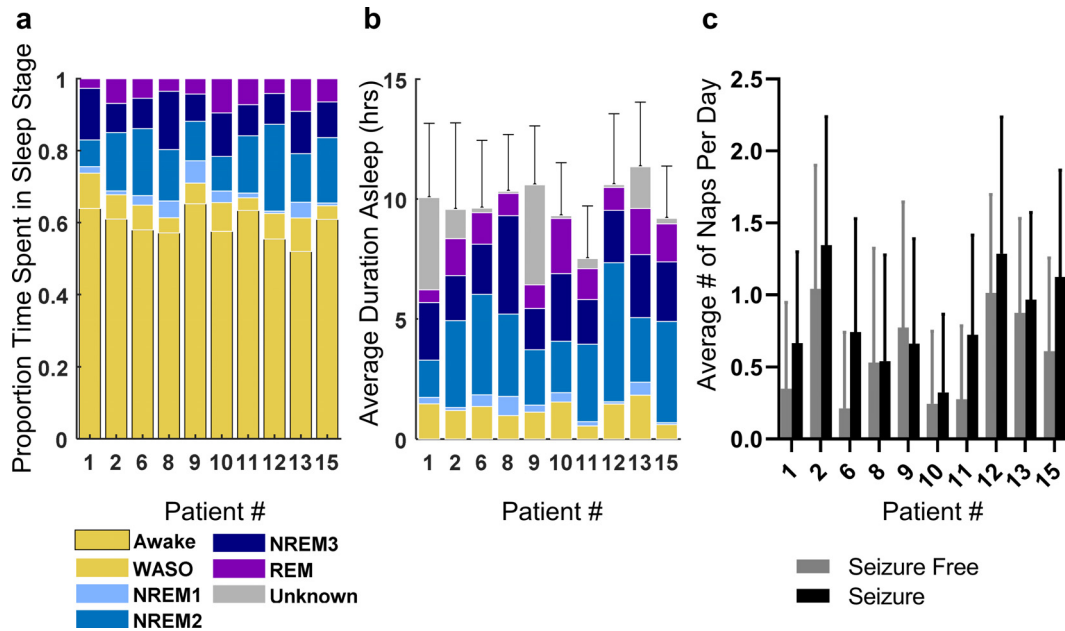 a
b
c
Proportion Time Spent in Sleep Stage
1
0.8
0.6
0.4
0.2
0
1 2 6 8 9 10 11 12 13 15
Patient #
Average Duration Asleep (hrs)
15
10
5
0
1 2 6 8 9 10 11 12 13 15
Patient #
Average # of Naps Per Day
2.5
2.0
1.5
1.0
0.5
0.0
1 2 6 8 9 10 11 12 13 15
Patient #
Awake
WASO
NREM1
NREM2
NREM3
REM
Unknown
Seizure Free
Seizure